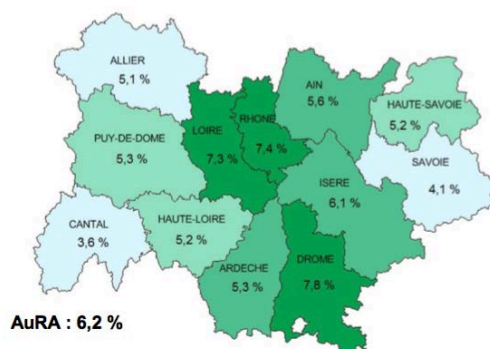 ALLIER
5,1 %
AIN
5,6 %
HAUTE-SAVOIE
5,2 %
PUY-DE-DOME
5,3 %
LOIRE
7,3 %
RHONE
7,4 %
SAVOIE
4,1 %
ISERE
6,1 %
CANTAL
3,6 %
HAUTE-LOIRE
5,2 %
ARDECHE
5,3 %
DROME
7,8 %
AuRA : 6,2 %